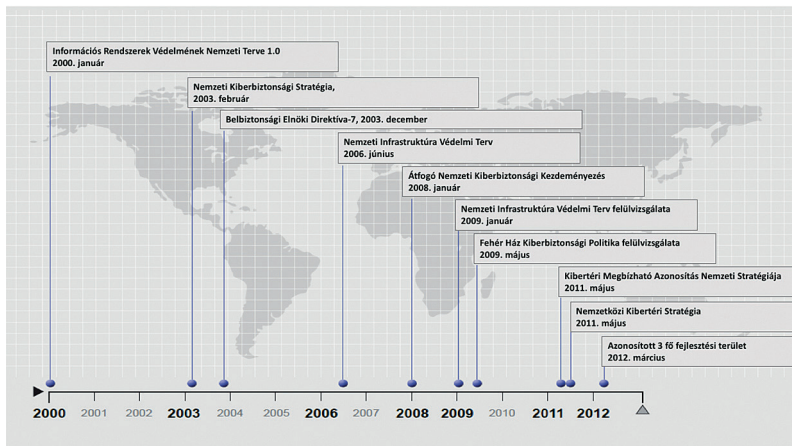 Információs Rendszerek Védelmének Nemzeti Terve 1.0
2000. január
Nemzeti Kiberbiztonsági Stratégia,
2003. február
Belbiztonsági Elnöki Direktíva-7, 2003. december
Nemzeti Infrastruktúra Védelmi Terv
2006. június
Átfogó Nemzeti Kiberbiztonsági Kezdeményezés
2008. január
Nemzeti Infrastruktúra Védelmi Terv felülvizsgálata
2009. január
Fehér Ház Kiberbiztonsági Politika felülvizsgálata
2009. május
Kibertéri Megbízható Azonosítás Nemzeti Stratégiája
2011. május
Nemzetközi Kibertéri Stratégia
2011. május
Azonosított 3 fő fejlesztési terület
2012. március
2000 2001 2002 2003 2004 2005 2006 2007 2008 2009 2010 2011 2012